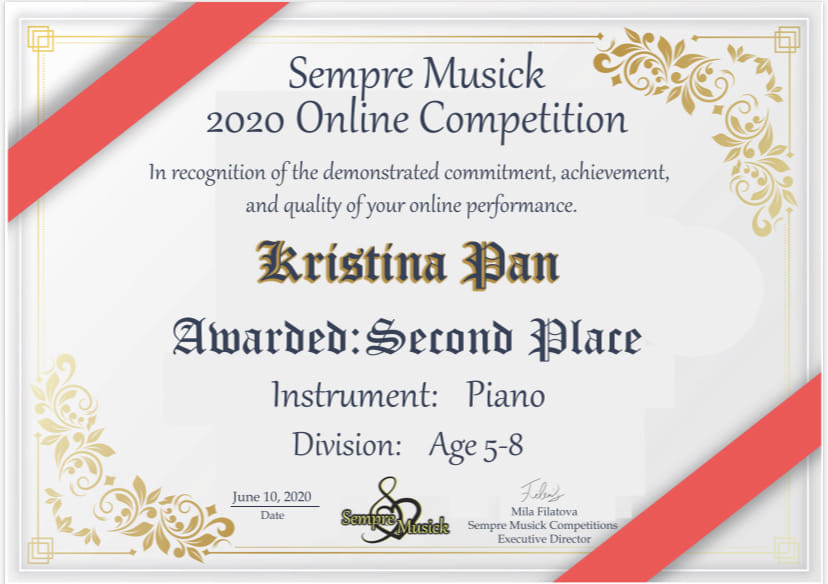 Sempre Musick
2020 Online Competition
In recognition of the demonstrated commitment, achievement,
and quality of your online performance.
Kristina Pan
Awarded:Second Place
Instrument: Piano
Division: Age 5-8
June 10, 2020
Date
Sempre Musick
Mila Filatova
Sempre Musick Competitions
Executive Director